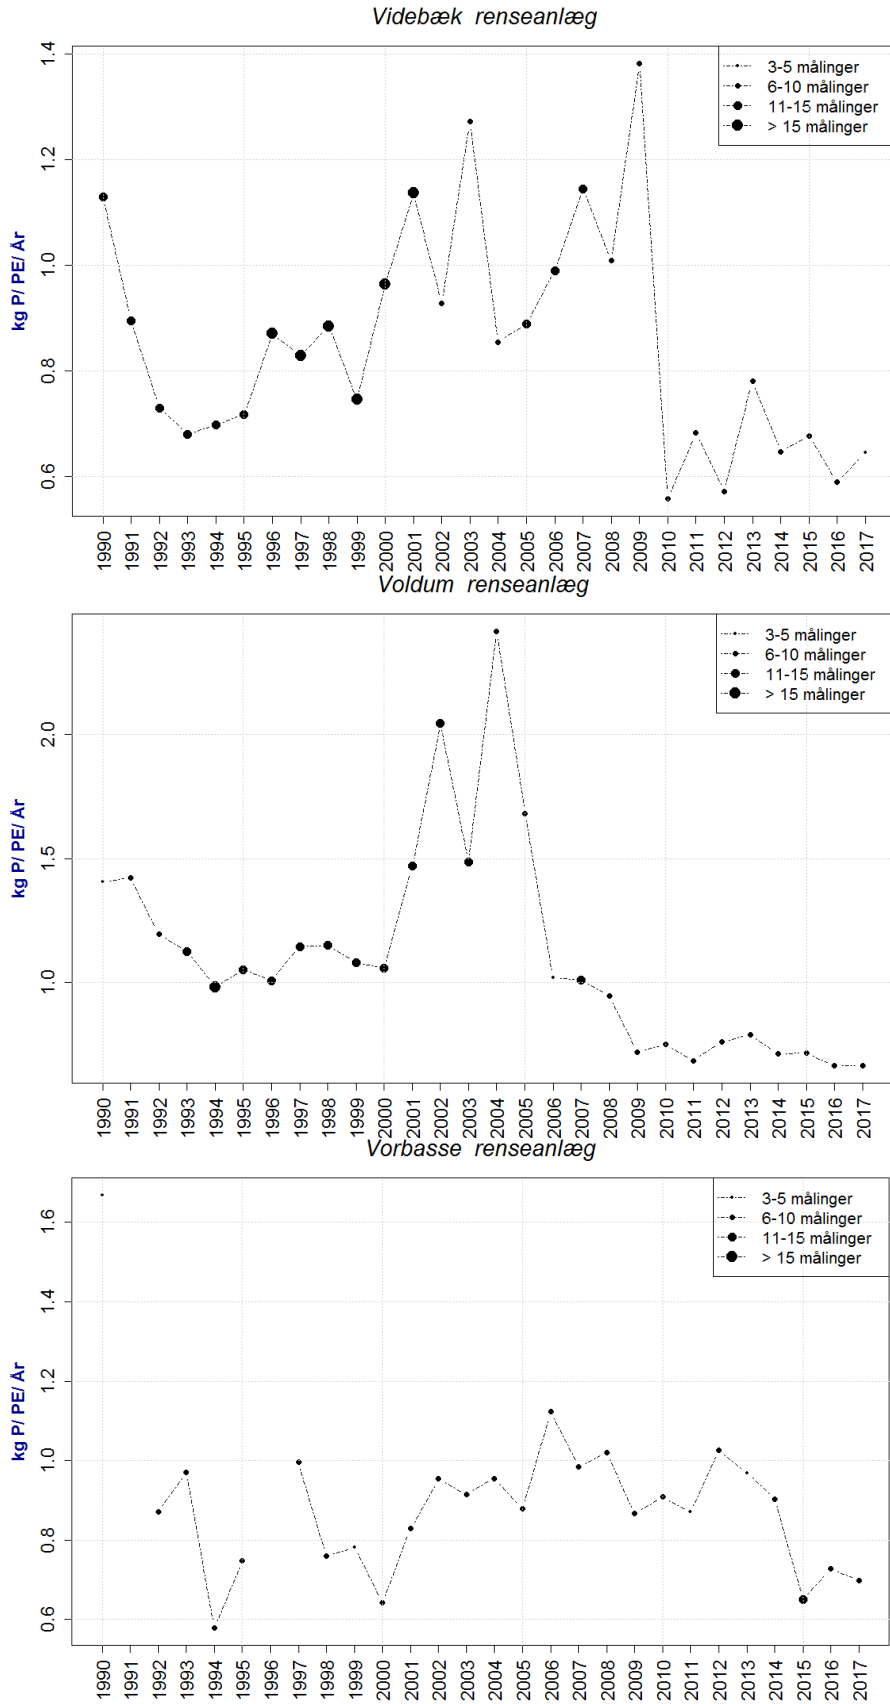 Videbæk renseanlæg
3-5 målinger
6-10 målinger
11-15 målinger
> 15 målinger
kg P/ PE/ År
1.4
1.2
1.0
0.8
0.6
1990 1991 1992 1993 1994 1995 1996 1997 1998 1999 2000 2001 2002 2003 2004 2005 2006 2007 2008 2009 2010 2011 2012 2013 2014 2015 2016 2017
Voldum renseanlæg
3-5 målinger
6-10 målinger
11-15 målinger
> 15 målinger
kg P/ PE/ År
2.0
1.5
1.0
1990 1991 1992 1993 1994 1995 1996 1997 1998 1999 2000 2001 2002 2003 2004 2005 2006 2007 2008 2009 2010 2011 2012 2013 2014 2015 2016 2017
Vorbasse renseanlæg
3-5 målinger
6-10 målinger
11-15 målinger
> 15 målinger
kg P/ PE/ År
1.6
1.4
1.2
1.0
0.8
0.6
1990 1991 1992 1993 1994 1995 1996 1997 1998 1999 2000 2001 2002 2003 2004 2005 2006 2007 2008 2009 2010 2011 2012 2013 2014 2015 2016 2017